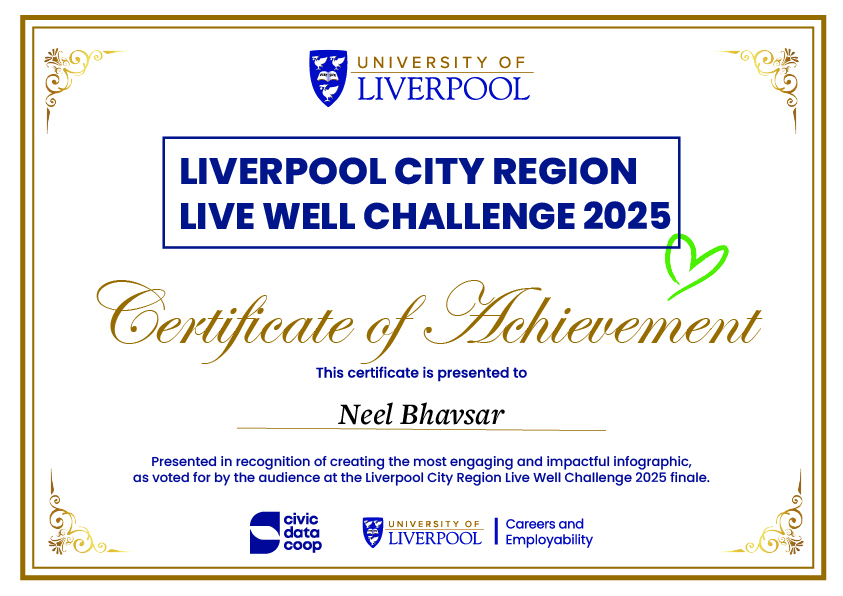 UNIVERSITY OF
LIVERPOOL
LIVERPOOL CITY REGION
LIVE WELL CHALLENGE 2025
Certificate of Achievement
This certificate is presented to
Neel Bhavsar
Presented in recognition of creating the most engaging and impactful infographic,
as voted for by the audience at the Liverpool City Region Live Well Challenge 2025 finale.
civic
data
coop
UNIVERSITY OF
LIVERPOOL
Careers and
Employability